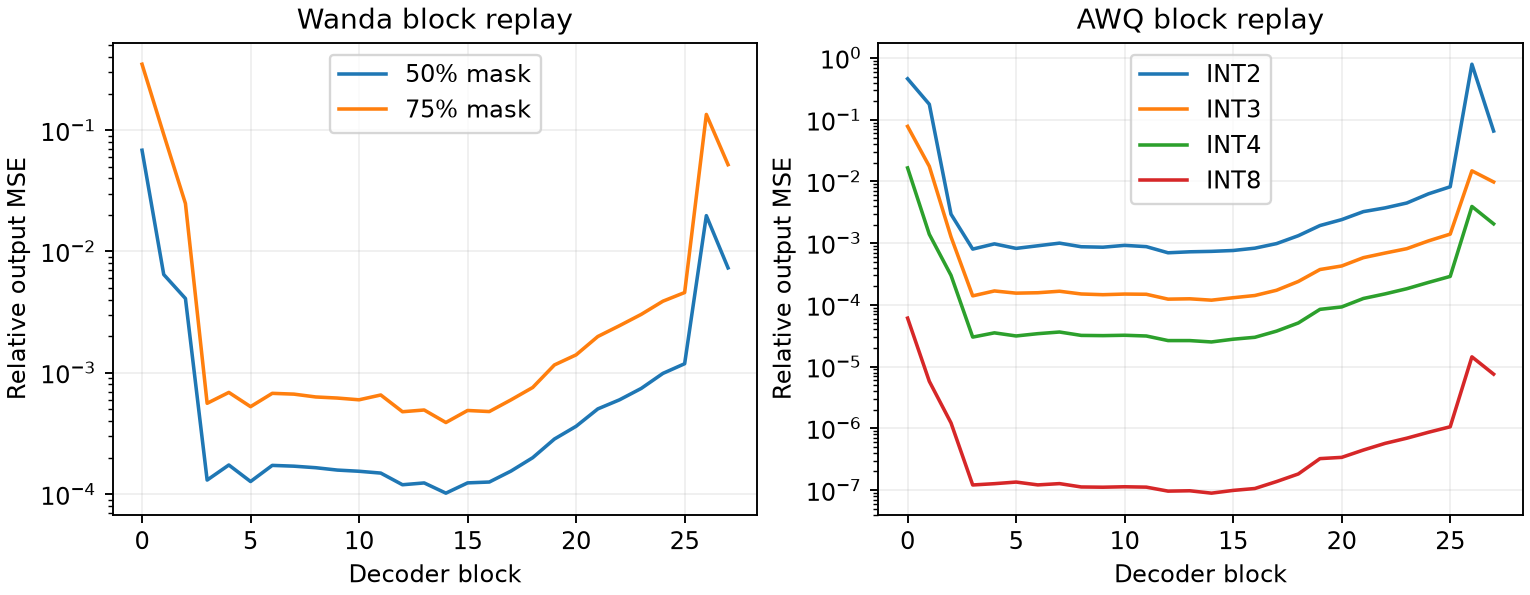 Wanda block replay
50% mask
75% mask
Relative output MSE
10⁻¹
10⁻²
10⁻³
10⁻⁴
0 5 10 15 20 25
Decoder block
AWQ block replay
INT2
INT3
INT4
INT8
Relative output MSE
10⁰
10⁻¹
10⁻²
10⁻³
10⁻⁴
10⁻⁵
10⁻⁶
10⁻⁷
0 5 10 15 20 25
Decoder block